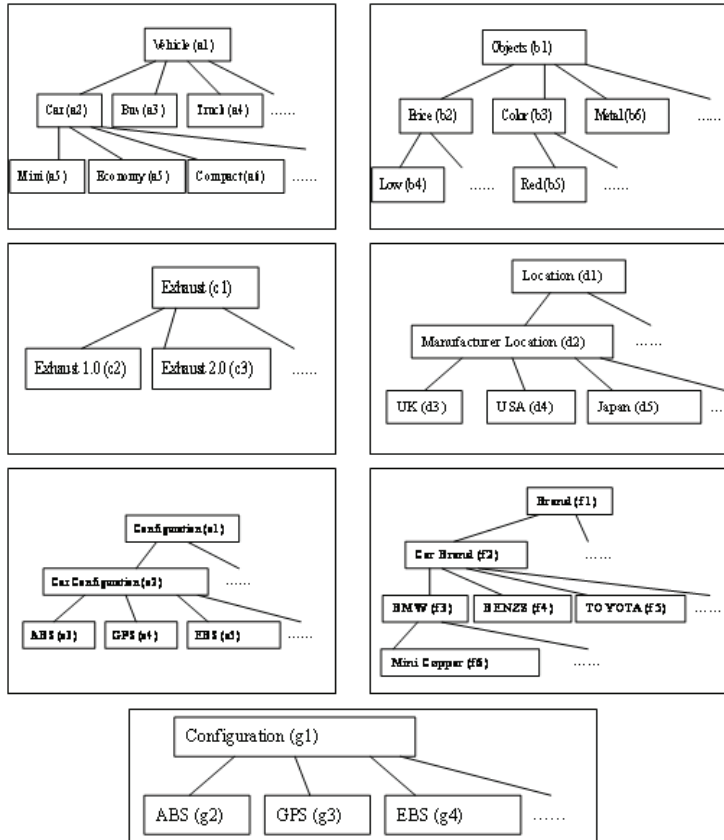 Vehicle (a1)
Car (a2) Bus (a3) Truck (a4) ......
Mini (a5) Economy (a5) Compact (a6) ......
Objects (b1)
Price (b2) Color (b3) Metal (b6) ......
Low (b4) ...... Red (b5) ......
Exhaust (c1)
Exhaust 1.0 (c2) Exhaust 2.0 (c3) ......
Location (d1)
Manufacturer Location (d2) ......
UK (d3) USA (d4) Japan (d5) ....
Configuration (e1)
Car Configuration (e2) ......
ABS (e3) GPS (e4) EBS (e5) ......
Brand (f1)
Car Brand (f2) ......
BMW (f3) BENZE (f4) TOYOTA (f5) ......
Mini Copper (f6) ......
Configuration (g1)
ABS (g2) GPS (g3) EBS (g4) ......